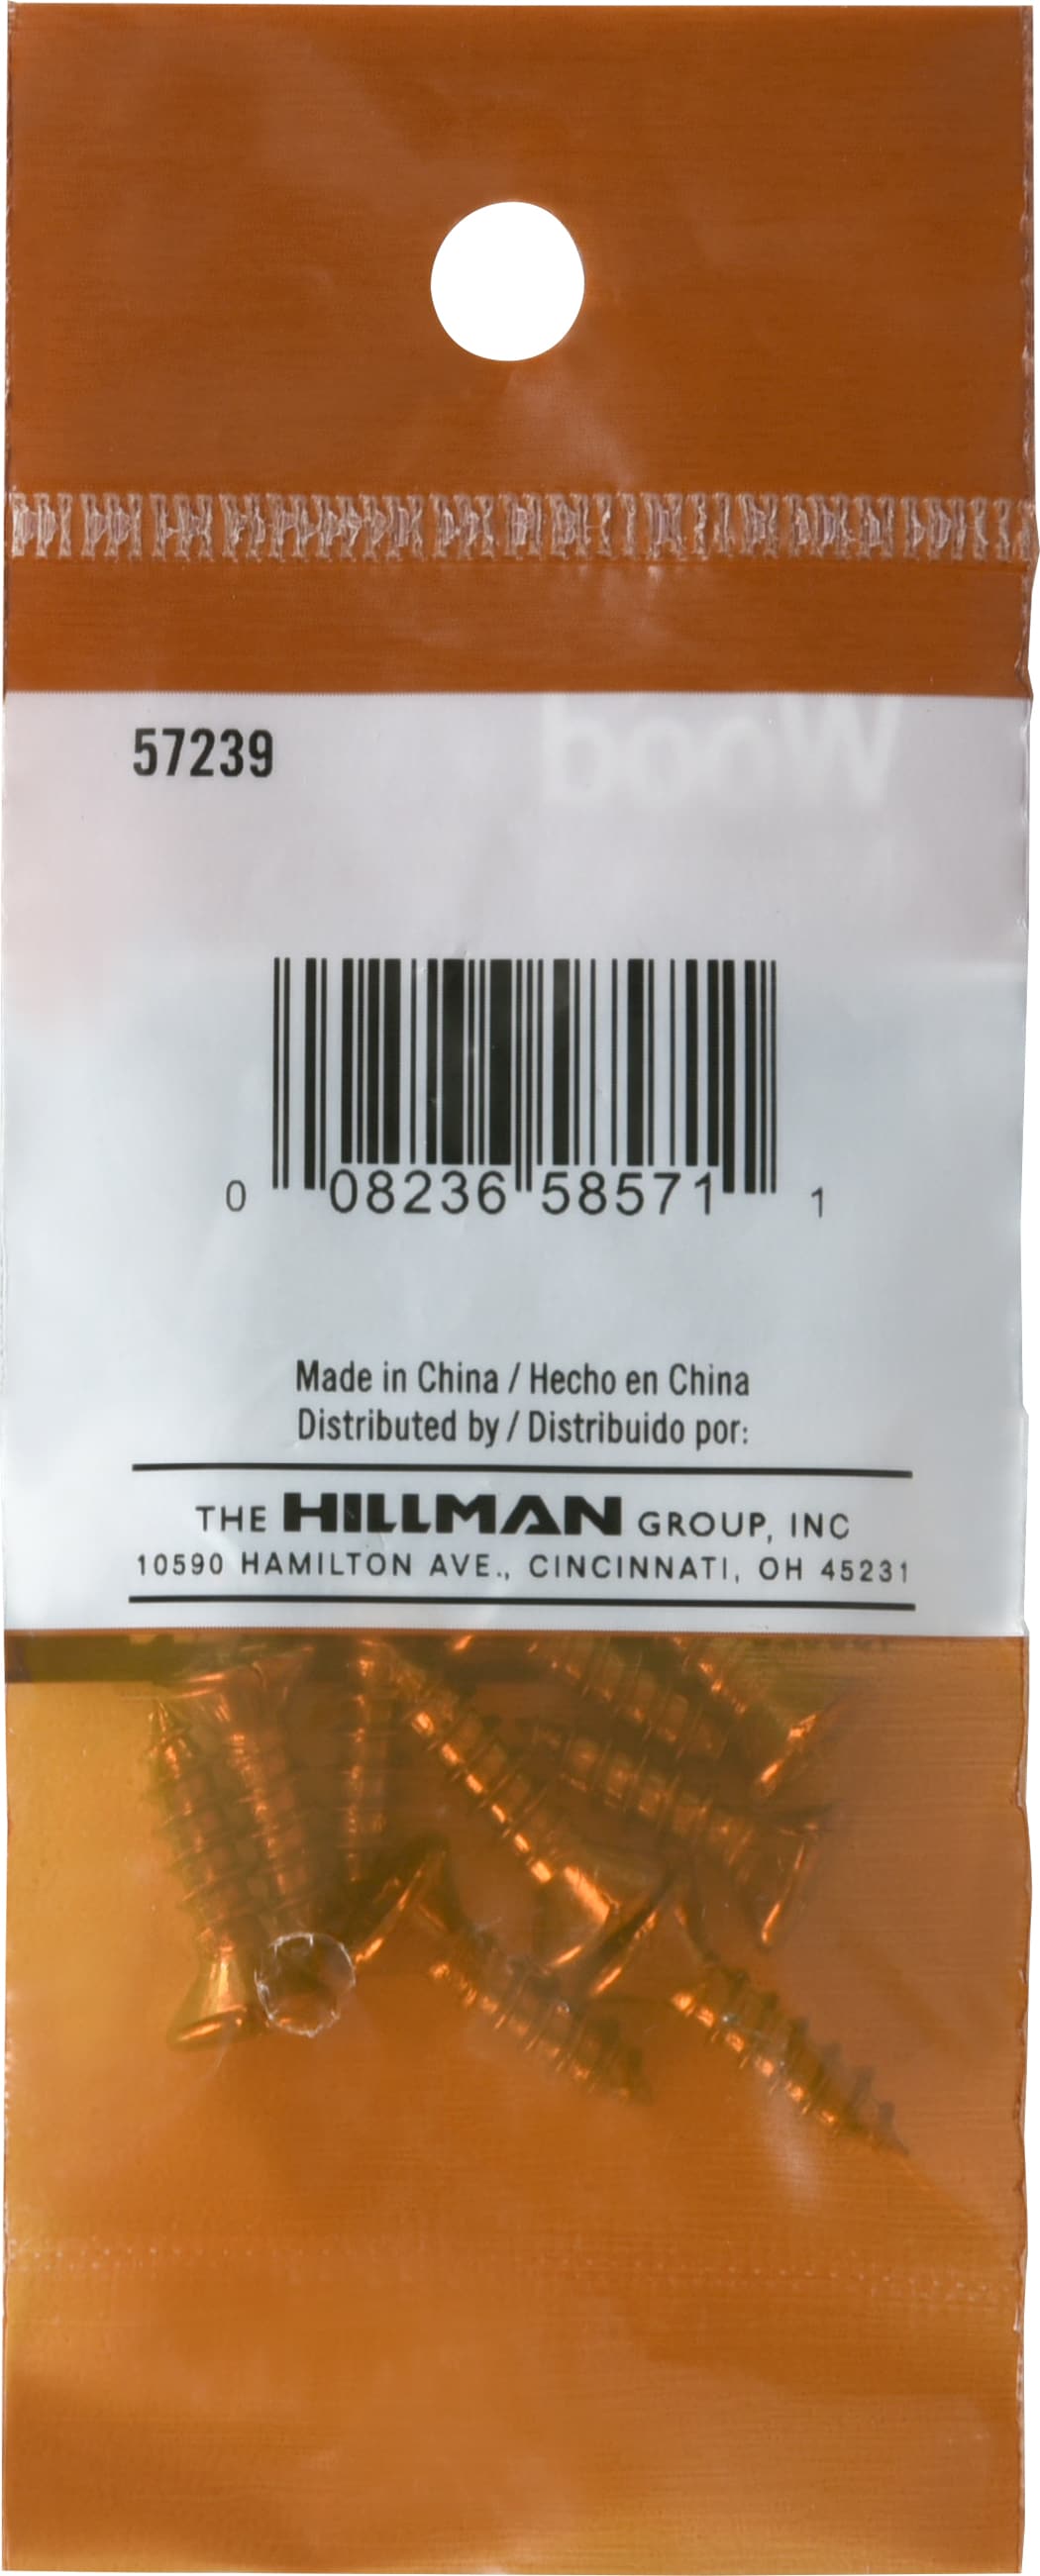 57239
Wood
0 08236 58571 1
Made in China / Hecho en China
Distributed by / Distribuido por:
THE HILLMAN GROUP, INC
10590 HAMILTON AVE., CINCINNATI, OH 45231